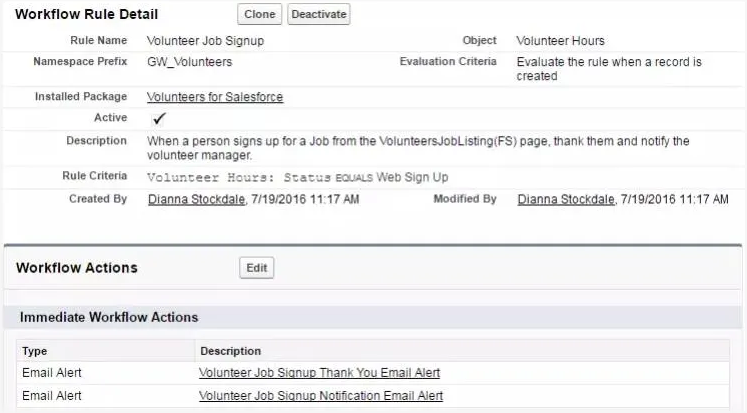 Workflow Rule Detail Clone Deactivate
Rule Name Volunteer Job Signup Object Volunteer Hours
Namespace Prefix GW_Volunteers Evaluation Criteria Evaluate the rule when a record is
created
Installed Package Volunteers for Salesforce
Active
Description When a person signs up for a Job from the VolunteersJobListing(FS) page, thank them and notify the
volunteer manager.
Rule Criteria Volunteer Hours: Status EQUALS Web Sign Up
Created By Dianna Stockdale, 7/19/2016 11:17 AM Modified By Dianna Stockdale, 7/19/2016 11:17 AM
Workflow Actions Edit
Immediate Workflow Actions
Type Description
Email Alert Volunteer Job Signup Thank You Email Alert
Email Alert Volunteer Job Signup Notification Email Alert